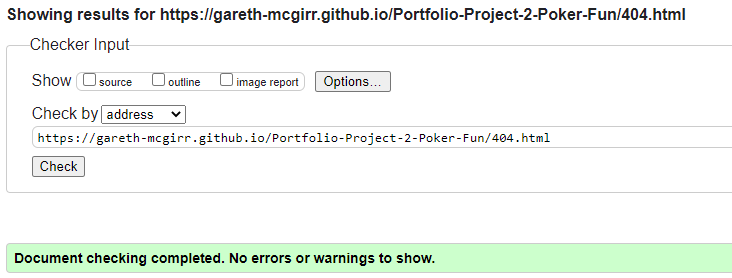 Showing results for https://gareth-mcgirr.github.io/Portfolio-Project-2-Poker-Fun/404.html
Checker Input
Show source outline image report Options...
Check by address
https://gareth-mcgirr.github.io/Portfolio-Project-2-Poker-Fun/404.html
Check
Document checking completed. No errors or warnings to show.